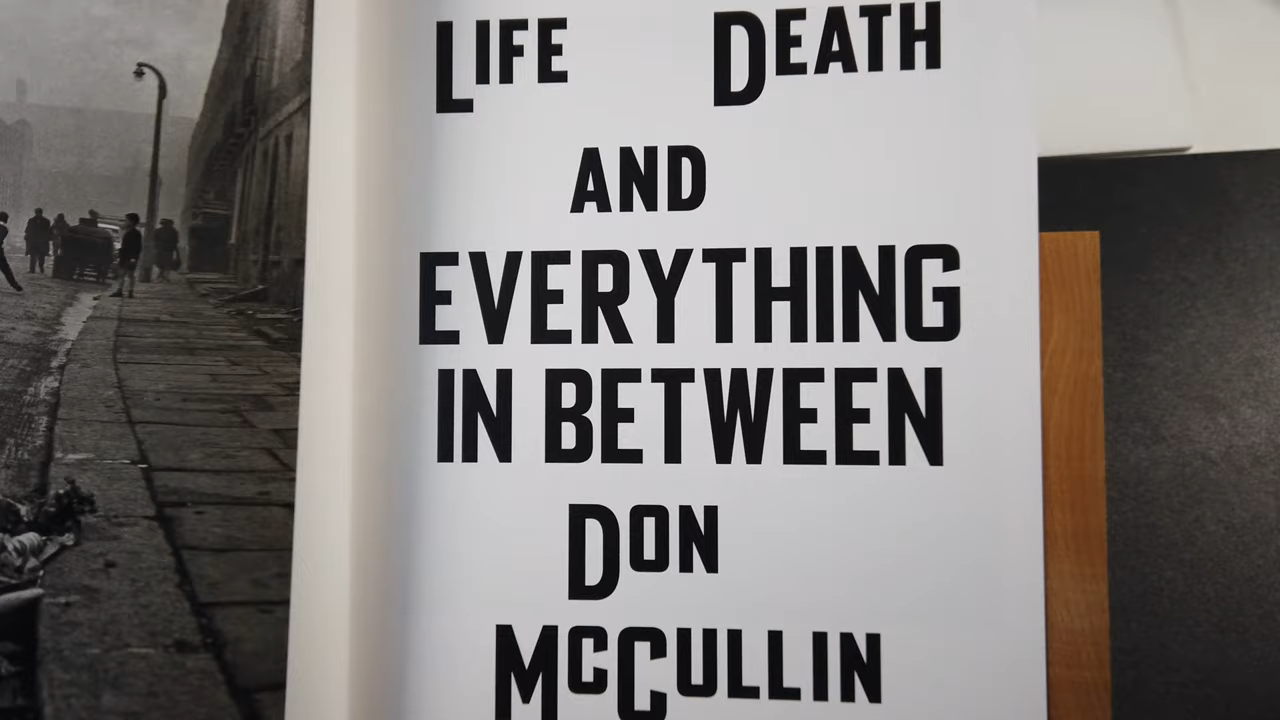 LIFE DEATH
AND
EVERYTHING
IN BETWEEN
DON
MCCULLIN